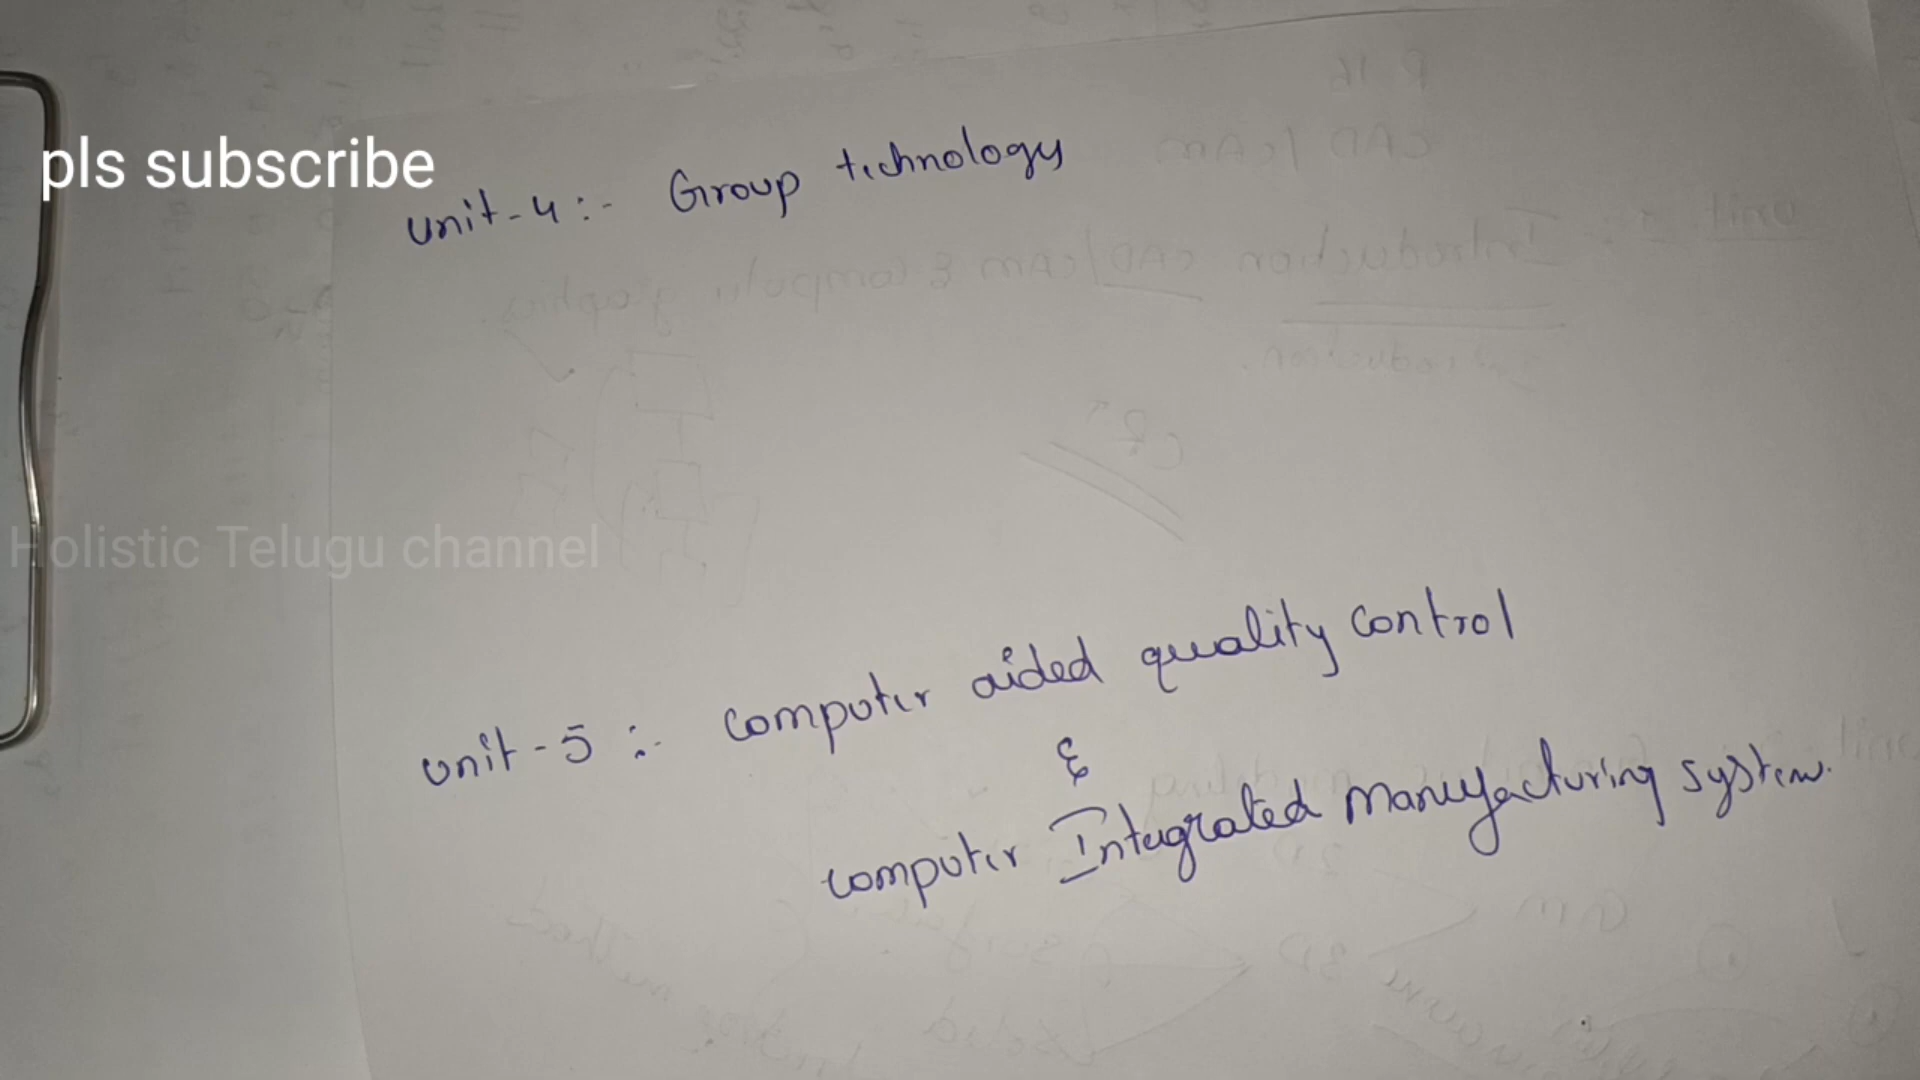 pls subscribe
unit-4:- Group technology
Holistic Telugu channel
unit-5:- computer aided quality control
&
computer Integrated manufacturing system.